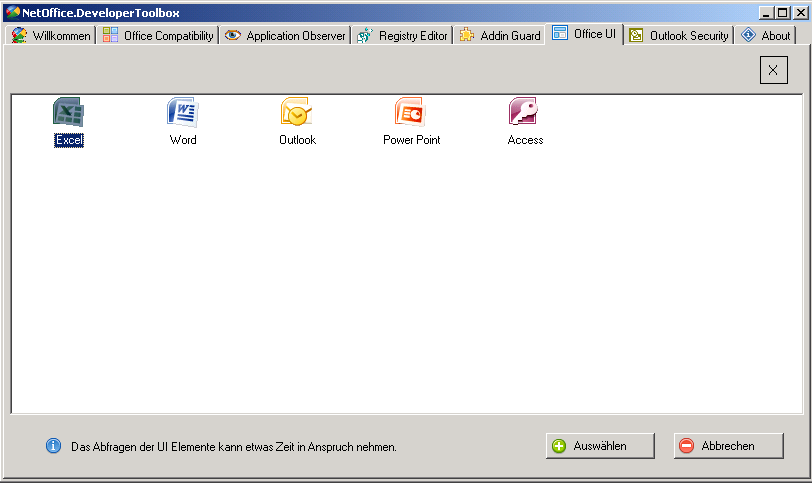 NetOffice.DeveloperToolbox
Willkommen Office Compatibility Application Observer Registry Editor Addin Guard Office UI Outlook Security About
X
Excel Word Outlook Power Point Access
Das Abfragen der UI Elemente kann etwas Zeit in Anspruch nehmen. Auswählen Abbrechen